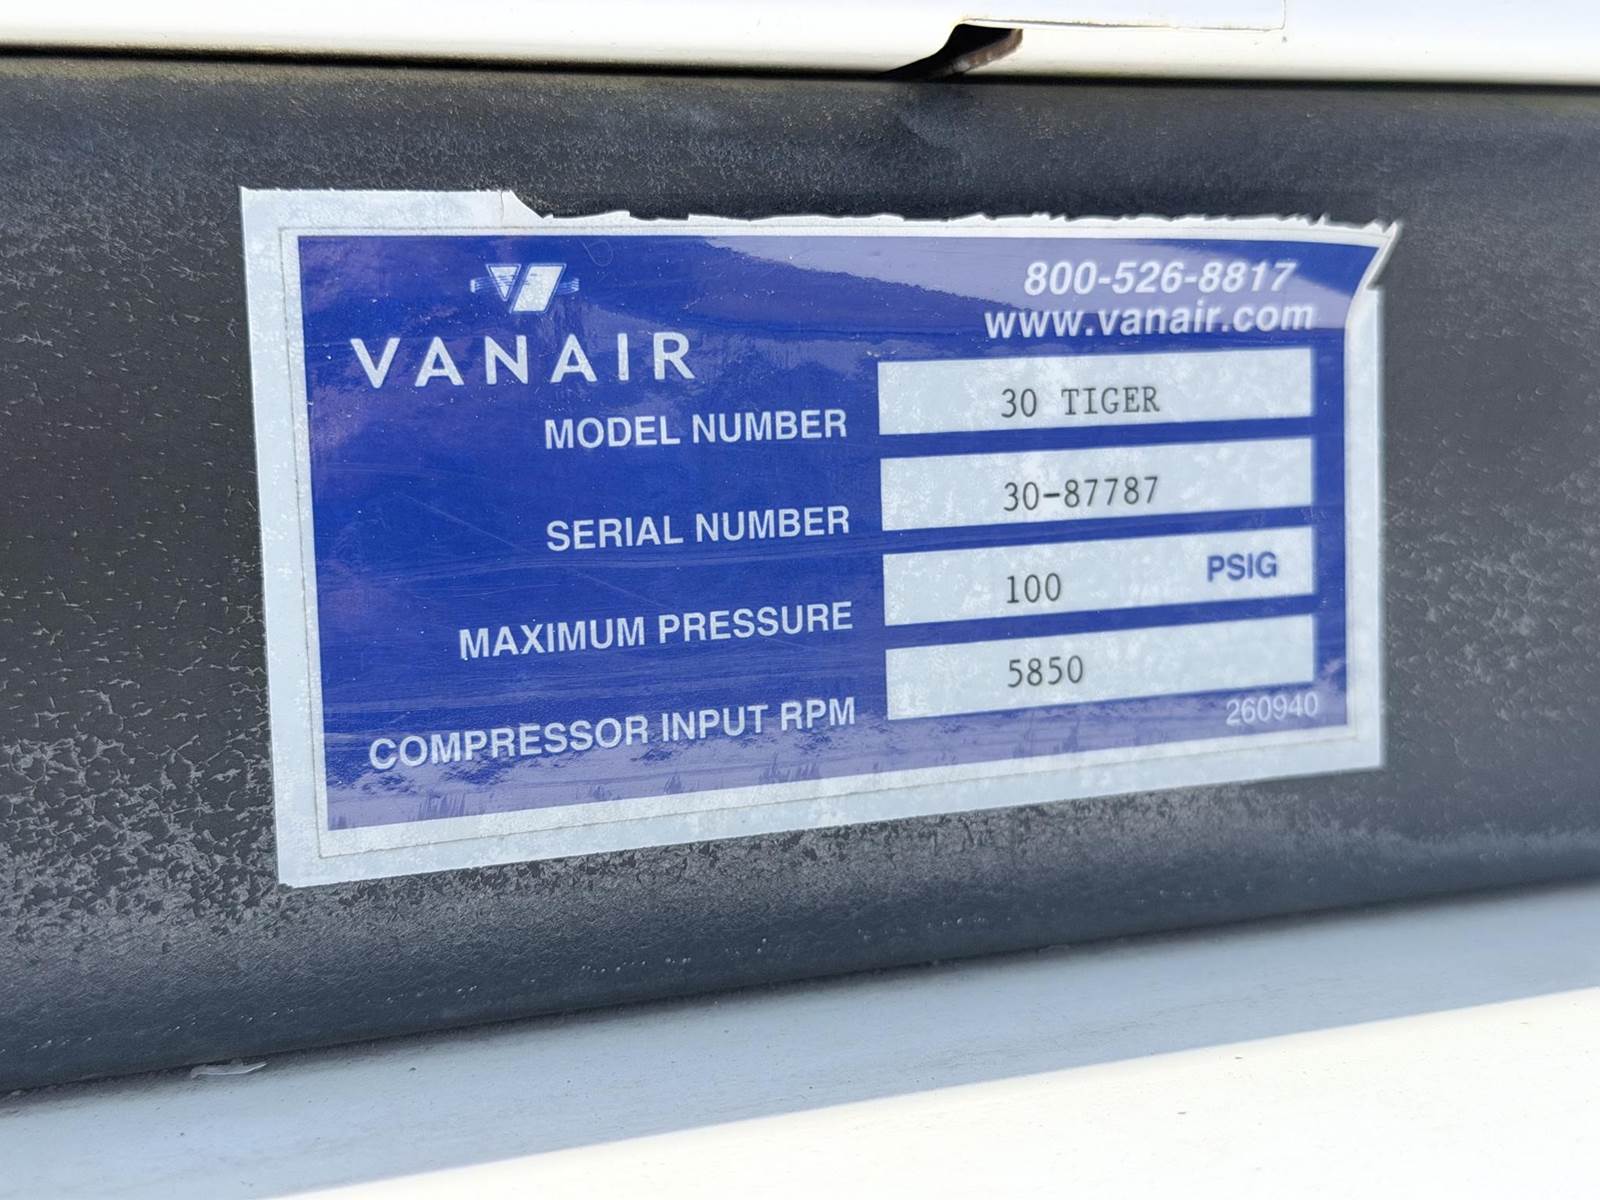 800-526-8817
www.vanair.com
VANAIR
MODEL NUMBER 30 TIGER
SERIAL NUMBER 30-87787
MAXIMUM PRESSURE 100 PSIG
COMPRESSOR INPUT RPM 5850
260940